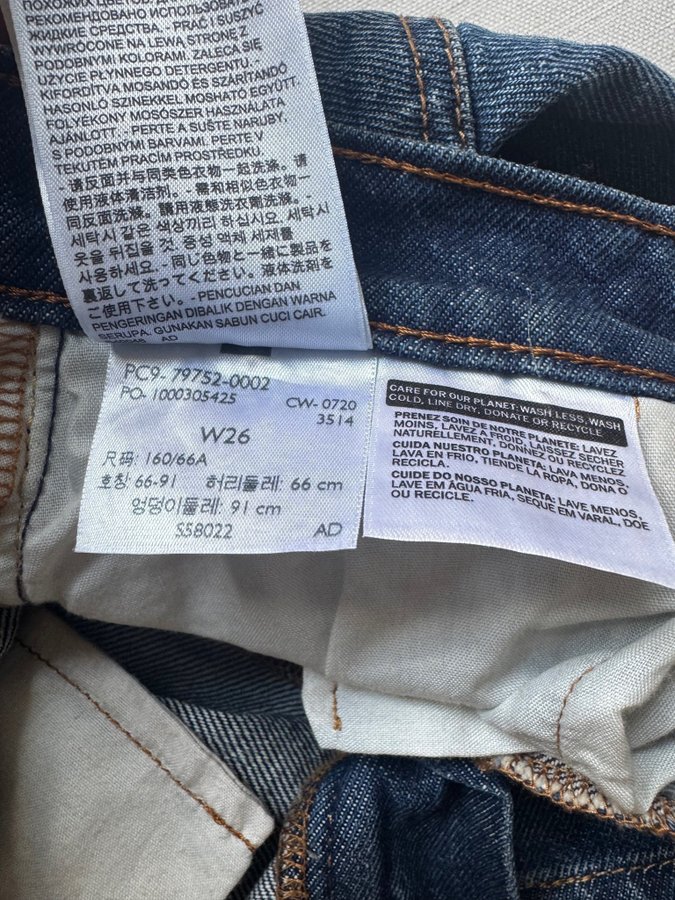 ПОХОЖИХ ЦВЕТОВ.
РЕКОМЕНДОВАНО ИСПОЛЬЗОВАТЬ
ЖИДКИЕ СРЕДСТВА. - PRAĆ I SUSZYĆ
WYWRÓCONE NA LEWĄ STRONĘ Z
PODOBNYMI KOLORAMI. ZALECA SIĘ
UŻYCIE PŁYNNEGO DETERGENTU. -
KIFORDÍTVA MOSANDÓ ÉS SZÁRÍTANDÓ
HASONLÓ SZINEKKEL MOSHATÓ EGYÜTT.
FOLYÉKONY MOSÓSZER HASZNÁLATA
AJÁNLOTT. - PERTE A SUŠTE NARUBY,
S PODOBNÝMI BARVAMI. PERTE V
TEKUTÉM PRACÍM PROSTŘEDKU.
- 请反面并与同类色衣物一起洗涤。请
使用液体清洁剂。- 需和相似色衣物一
同反面洗滌。請用液態洗衣劑洗滌。-
세탁시 같은 색상끼리 하십시오. 세탁시
옷을 뒤집을 것. 중성 액체 세제를
사용하세요. - 同じ色合いの衣類と一緒に製品を
裏返して洗ってください。液体洗剤を
ご使用下さい。- PENCUCIAN DAN
PENGERINGAN DIBALIK DENGAN WARNA
SERUPA. GUNAKAN SABUN CUCI CAIR.
AD
PC9- 79752-0002
PO- 1000305425
CW- 0720
3514
W26
尺码: 160/66A
호칭: 66-91 허리둘레: 66 cm
엉덩이둘레: 91 cm
S58022 AD
CARE FOR OUR PLANET: WASH LESS, WASH
COLD, LINE DRY, DONATE OR RECYCLE
PRENEZ SOIN DE NOTRE PLANETE: LAVEZ
MOINS, LAVEZ À FROID, LAISSEZ SECHER
NATURELLEMENT, DONNEZ OU RECYCLEZ
CUIDA NUESTRO PLANETA: LAVA MENOS,
LAVA EN FRIO, TIENDE LA ROPA, DONA O
RECICLA.
CUIDE DO NOSSO PLANETA: LAVE MENOS,
LAVE EM ÁGUA FRIA, SEQUE EM VARAL, DOE
OU RECICLE.